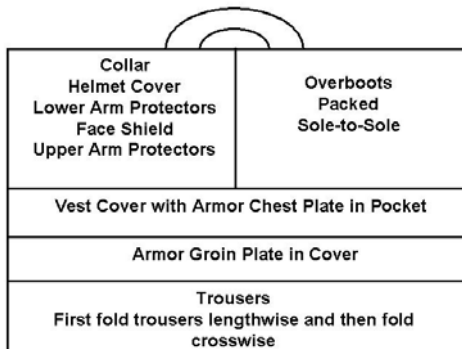 Collar
Helmet Cover
Lower Arm Protectors
Face Shield
Upper Arm Protectors
Overboots
Packed
Sole-to-Sole
Vest Cover with Armor Chest Plate in Pocket
Armor Groin Plate in Cover
Trousers
First fold trousers lengthwise and then fold
crosswise